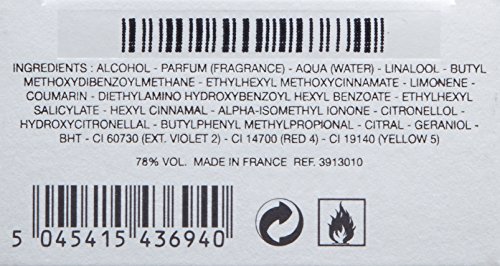 INGREDIENTS : ALCOHOL - PARFUM (FRAGRANCE) - AQUA (WATER) - LINALOOL - BUTYL
METHOXYDIBENZOYLMETHANE - ETHYLHEXYL METHOXYCINNAMATE - LIMONENE -
COUMARIN - DIETHYLAMINO HYDROXYBENZOYL HEXYL BENZOATE - ETHYLHEXYL
SALICYLATE - HEXYL CINNAMAL - ALPHA-ISOMETHYL IONONE - CITRONELLOL -
HYDROXYCITRONELLAL - BUTYLPHENYL METHYLPROPIONAL - CITRAL - GERANIOL -
BHT - CI 60730 (EXT. VIOLET 2) - CI 14700 (RED 4) - CI 19140 (YELLOW 5)
78% VOL. MADE IN FRANCE REF. 3913010
5 045415 436940